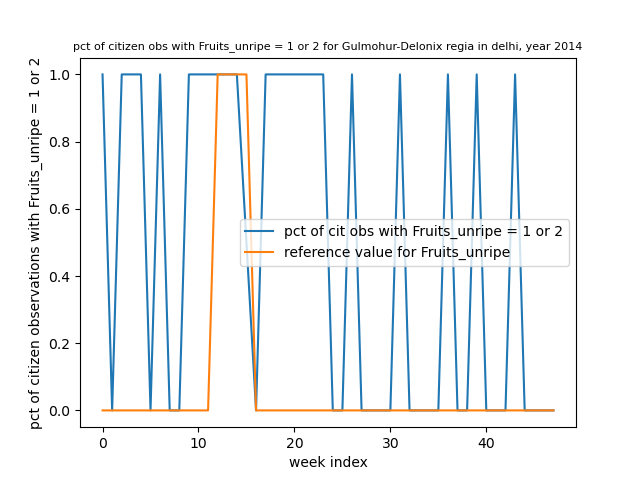 pct of citizen obs with Fruits_unripe = 1 or 2 for Gulmohur-Delonix regia in delhi, year 2014
pct of citizen observations with Fruits_unripe = 1 or 2
1.0
0.8
0.6
0.4
0.2
0.0
pct of cit obs with Fruits_unripe = 1 or 2
reference value for Fruits_unripe
0 10 20 30 40
week index